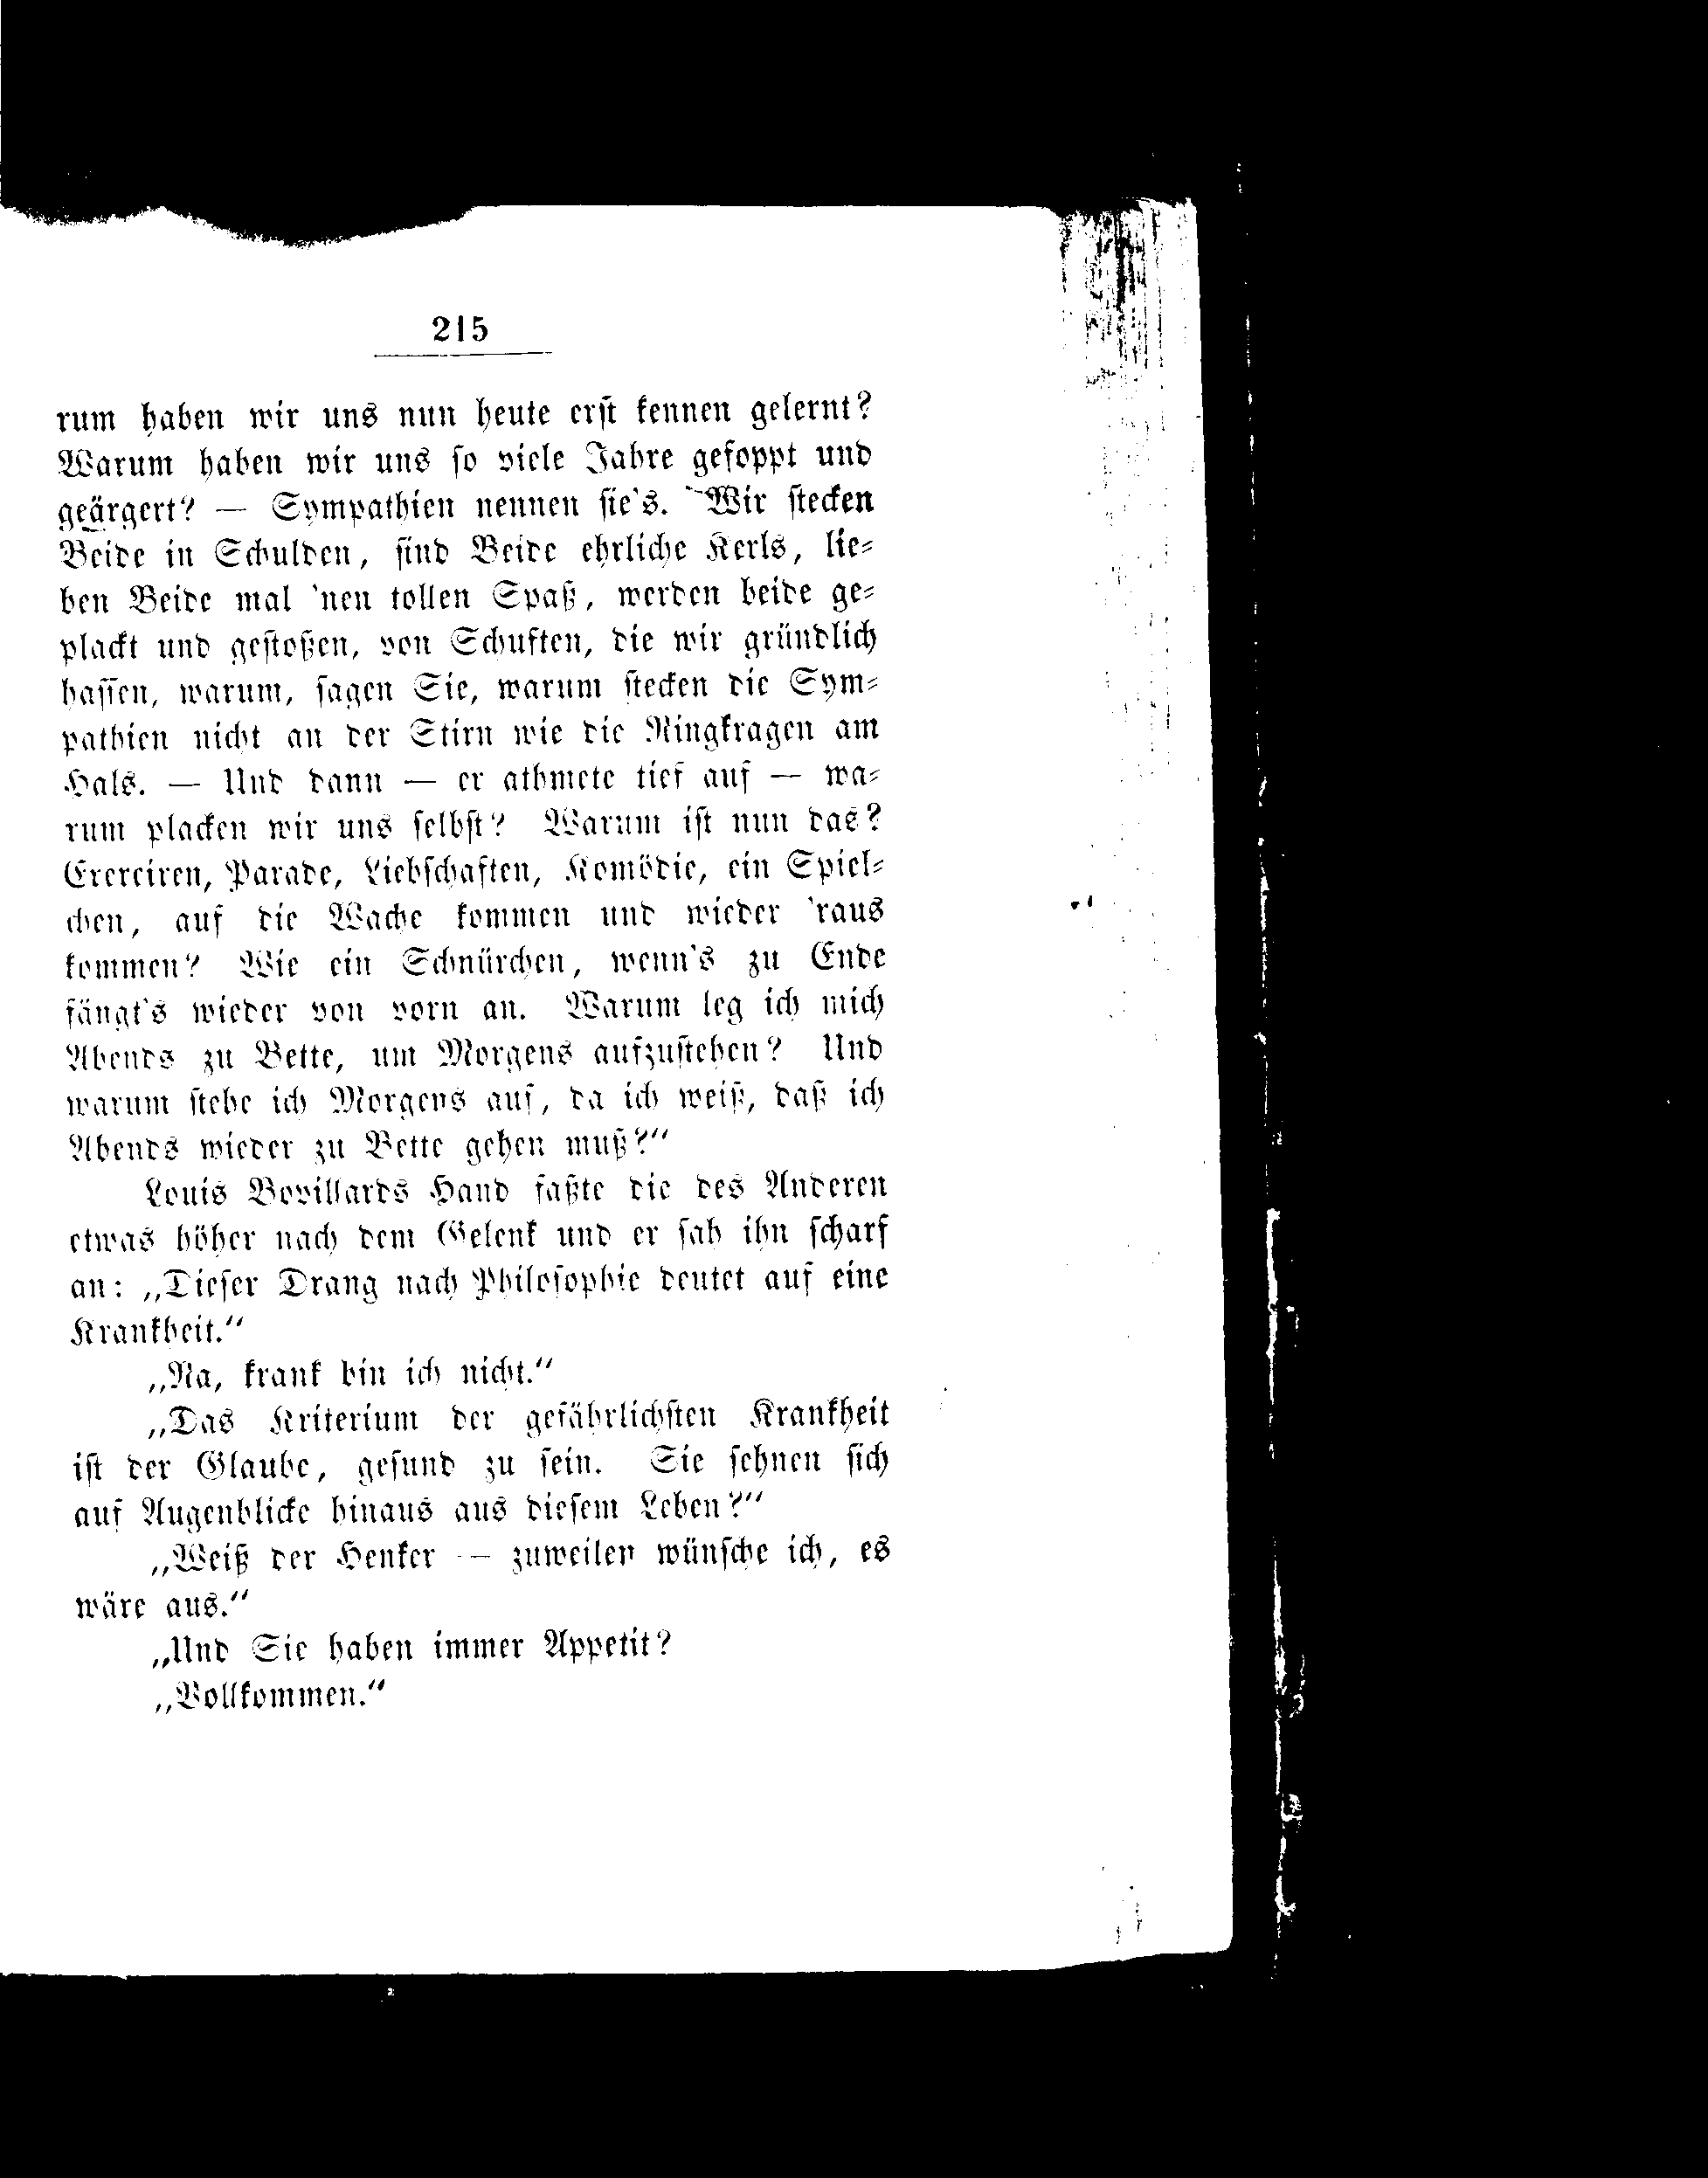 215
rum haben wir uns nun heute erſt kennen gelernt?
Warum haben wir uns ſo viele Jahre gefoppt und
geärgert? — Sympathien nennen ſie's. Wir ſtecken
Beide in Schulden, ſind Beide ehrliche Kerls, lie⸗
ben Beide mal 'nen tollen Spaß, werden beide ge⸗
plackt und geſtoßen, von Schuften, die wir gründlich
haſſen, warum, ſagen Sie, warum ſtecken die Sym⸗
pathien nicht an der Stirn wie die Ringkragen am
Hals. — Und dann — er athmete tief auf — wa⸗
rum placken wir uns ſelbſt? Warum iſt nun das?
Exerciren, Parade, Liebſchaften, Komödie, ein Spiel⸗
chen, auf die Wache kommen und wieder 'raus
kommen? Wie ein Schnürchen, wenn's zu Ende
fängt's wieder von vorn an. Warum leg ich mich
Abends zu Bette, um Morgens aufzuſtehen? Und
warum ſtehe ich Morgens auf, da ich weiß, daß ich
Abends wieder zu Bette gehen muß?“
Louis Bovillards Hand faßte die des Anderen
etwas höher nach dem Gelenk und er ſah ihn ſcharf
an: „Dieſer Drang nach Philoſophie deutet auf eine
Krankheit.“
„Na, krank bin ich nicht.“
„Das Kriterium der gefährlichſten Krankheit
iſt der Glaube, geſund zu ſein. Sie ſehnen ſich
auf Augenblicke hinaus aus dieſem Leben?“
„Weiß der Henker — zuweilen wünſche ich, es
wäre aus.“
„Und Sie haben immer Appetit?
„Vollkommen.“